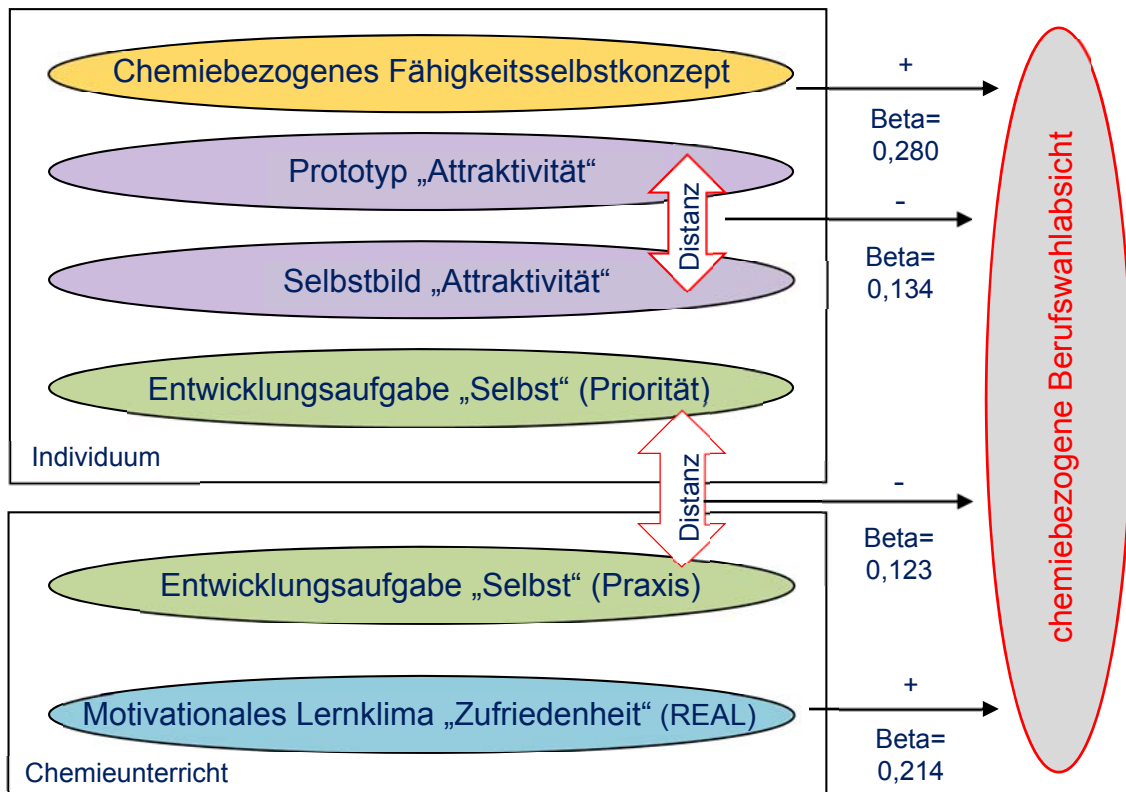 Chemiebezogenes Fähigkeitsselbstkonzept
+
Beta=
0,280
Prototyp „Attraktivität“
Distanz
-
Beta=
0,134
Selbstbild „Attraktivität“
Entwicklungsaufgabe „Selbst“ (Priorität)
Individuum
Distanz
-
Beta=
0,123
Entwicklungsaufgabe „Selbst“ (Praxis)
Motivationales Lernklima „Zufriedenheit“ (REAL)
+
Beta=
0,214
Chemieunterricht
chemiebezogene Berufswahlabsicht